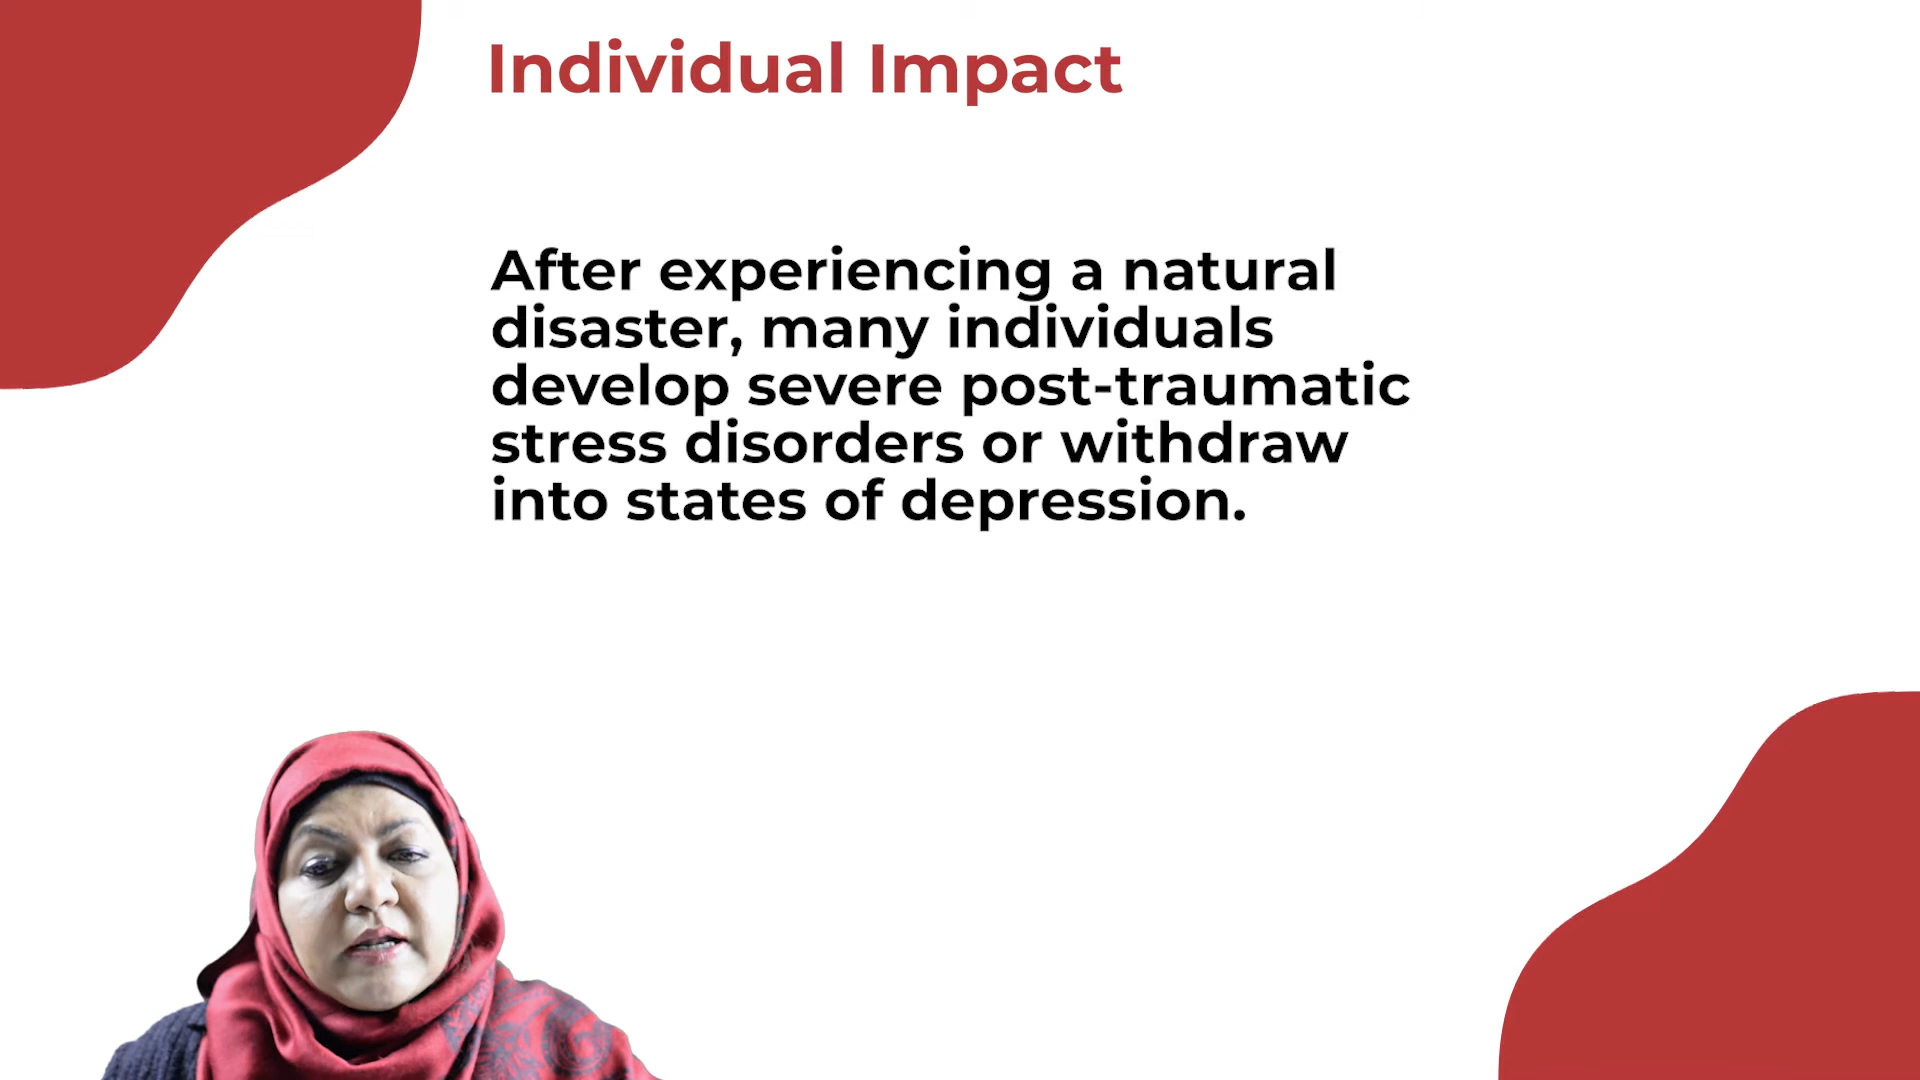 Individual Impact
After experiencing a natural
disaster, many individuals
develop severe post-traumatic
stress disorders or withdraw
into states of depression.